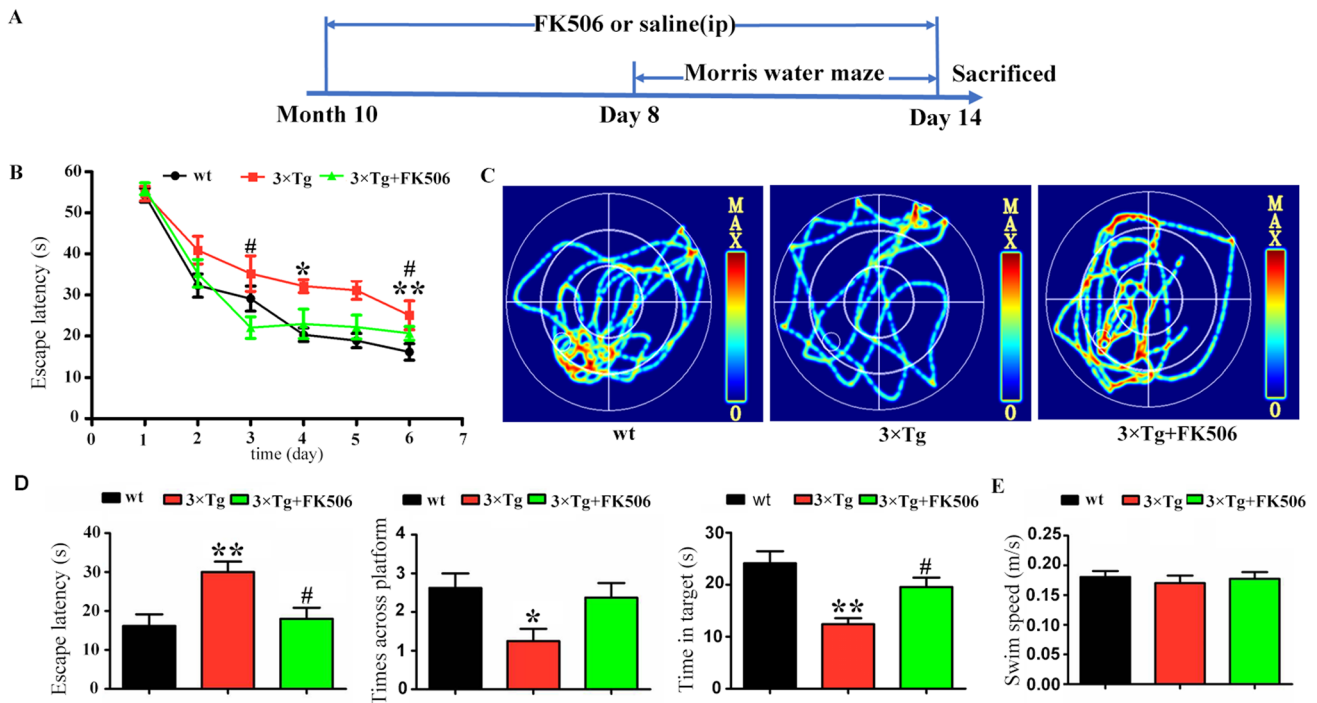 A
FK506 or saline(ip)
Morris water maze
Sacrificed
Month 10
Day 8
Day 14
B
wt
3×Tg
3×Tg+FK506
Escape latency (s)
60
50
40
30
20
10
0
#
*
#
**
0
1
2
3
4
5
6
7
time (day)
C
MAX
0
wt
MAX
0
3×Tg
MAX
0
3×Tg+FK506
D
wt
3×Tg
3×Tg+FK506
Escape latency (s)
40
30
20
10
0
**
#
wt
3×Tg
3×Tg+FK506
Times across platform
4
3
2
1
0
*
wt
3×Tg
3×Tg+FK506
Time in target (s)
30
20
10
0
**
#
E
wt
3×Tg
3×Tg+FK506
Swim speed (m/s)
0.25
0.20
0.15
0.10
0.05
0.00